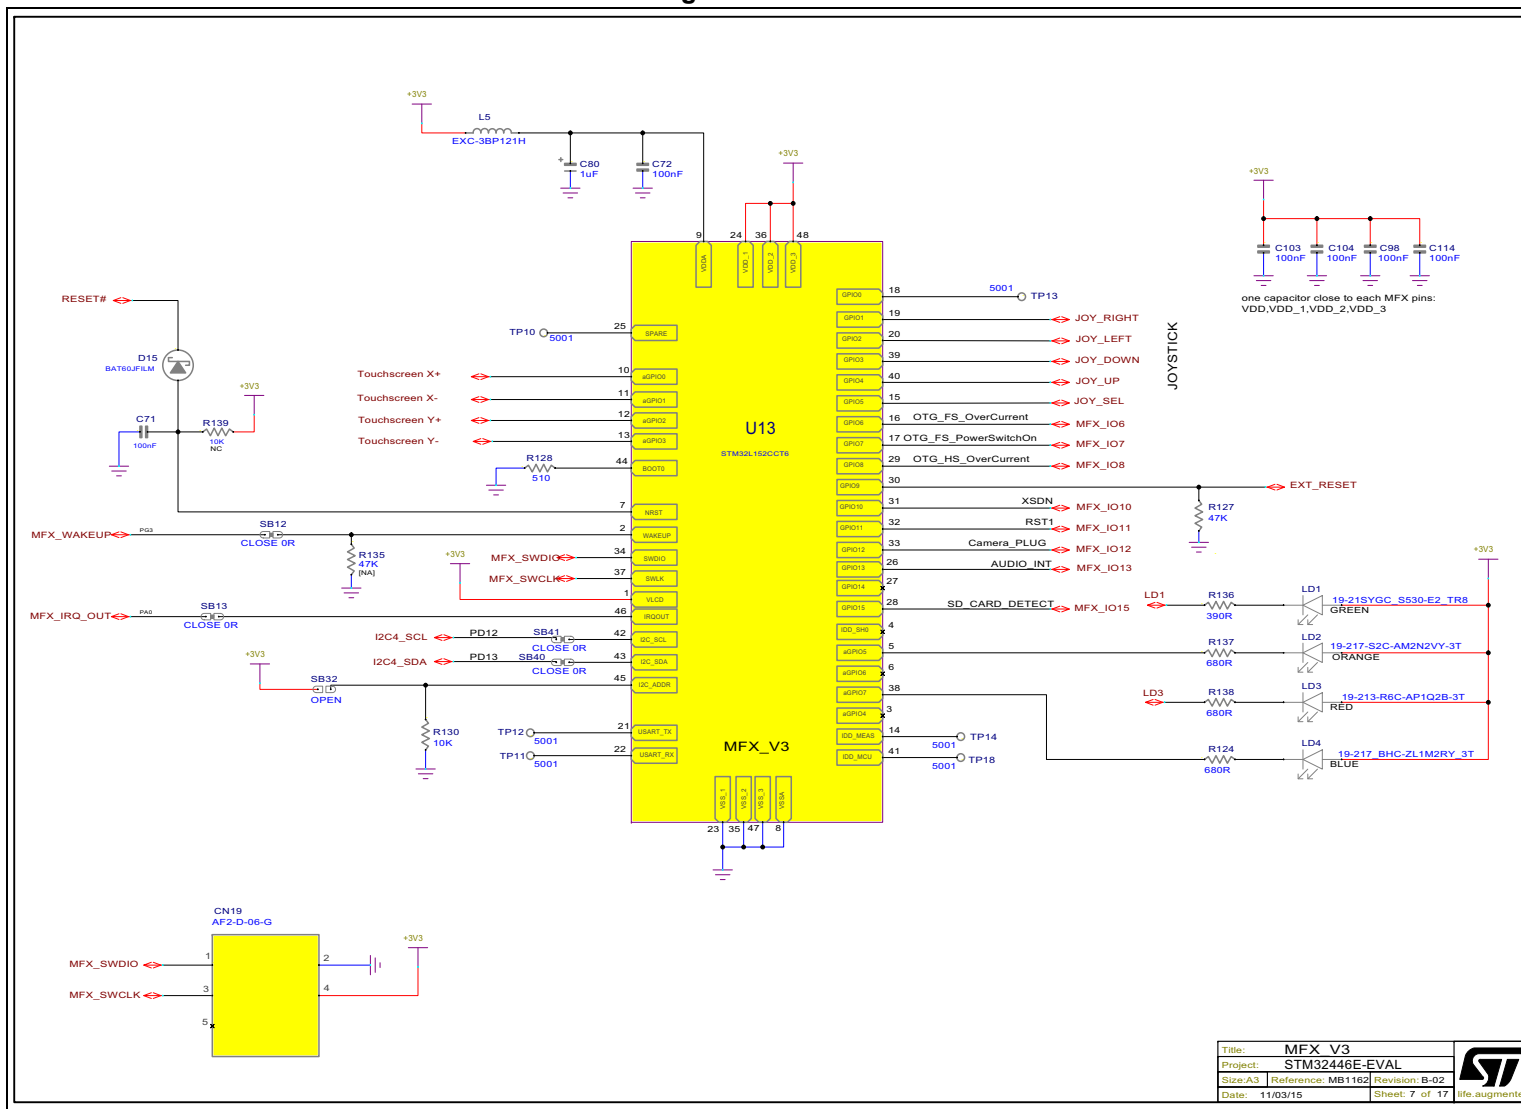 +3V3
L5
EXC-3BP121H
C80
1uF
C72
100nF
+3V3
+3V3
C103
100nF
C104
100nF
C98
100nF
C114
100nF
one capacitor close to each MFX pins:
VDD,VDD_1,VDD_2,VDD_3
9
24
36
48
VDDA
VDD_1
VDD_2
VDD_3
RESET#
D15
BAT60JFILM
+3V3
C71
100nF
R139
10K
NC
TP10
5001
25
SPARE
Touchscreen X+
10
aGPIO0
Touchscreen X-
11
aGPIO1
Touchscreen Y+
12
aGPIO2
Touchscreen Y-
13
aGPIO3
R128
510
44
BOOT0
7
NRST
MFX_WAKEUP
PG3
SB12
CLOSE 0R
2
WAKEUP
R135
47K
[NA]
MFX_SWDIO
34
SWDIO
+3V3
MFX_SWCLK
37
SWLK
1
VLCD
MFX_IRQ_OUT
PA0
SB13
CLOSE 0R
46
IRQOUT
I2C4_SCL
PD12
SB41
CLOSE 0R
42
I2C_SCL
I2C4_SDA
PD13
SB40
CLOSE 0R
43
I2C_SDA
+3V3
SB32
OPEN
45
I2C_ADDR
R130
10K
TP12
5001
21
USART_TX
TP11
5001
22
USART_RX
U13
STM32L152CCT6
MFX_V3
VSS_1
VSS_2
VSS_3
VSSA
23
35
47
8
GPIO0
18
5001
TP13
GPIO1
19
JOY_RIGHT
GPIO2
20
JOY_LEFT
GPIO3
39
JOY_DOWN
GPIO4
40
JOY_UP
GPIO5
15
JOY_SEL
JOYSTICK
GPIO6
16
OTG_FS_OverCurrent
MFX_IO6
GPIO7
17
OTG_FS_PowerSwitchOn
MFX_IO7
GPIO8
29
OTG_HS_OverCurrent
MFX_IO8
GPIO9
30
EXT_RESET
R127
47K
GPIO10
31
XSDN
MFX_IO10
GPIO11
32
RST1
MFX_IO11
GPIO12
33
Camera_PLUG
MFX_IO12
GPIO13
26
AUDIO_INT
MFX_IO13
GPIO14
27
GPIO15
28
SD_CARD_DETECT
MFX_IO15
IDD_SH0
4
aGPIO5
5
aGPIO6
6
aGPIO7
38
aGPIO4
3
IDD_MEAS
14
5001
TP14
IDD_MCU
41
5001
TP18
+3V3
LD1
R136
390R
LD1
19-21SYGC_S530-E2_TR8
GREEN
R137
680R
LD2
19-217-S2C-AM2N2VY-3T
ORANGE
LD3
R138
680R
LD3
19-213-R6C-AP1Q2B-3T
RED
R124
680R
LD4
19-217_BHC-ZL1M2RY_3T
BLUE
CN19
AF2-D-06-G
+3V3
MFX_SWDIO
1
2
MFX_SWCLK
3
4
5
Title: MFX_V3
Project: STM32446E-EVAL
Size:A3 Reference: MB1162 Revision: B-02
Date: 11/03/15 Sheet: 7 of 17
life.augmente